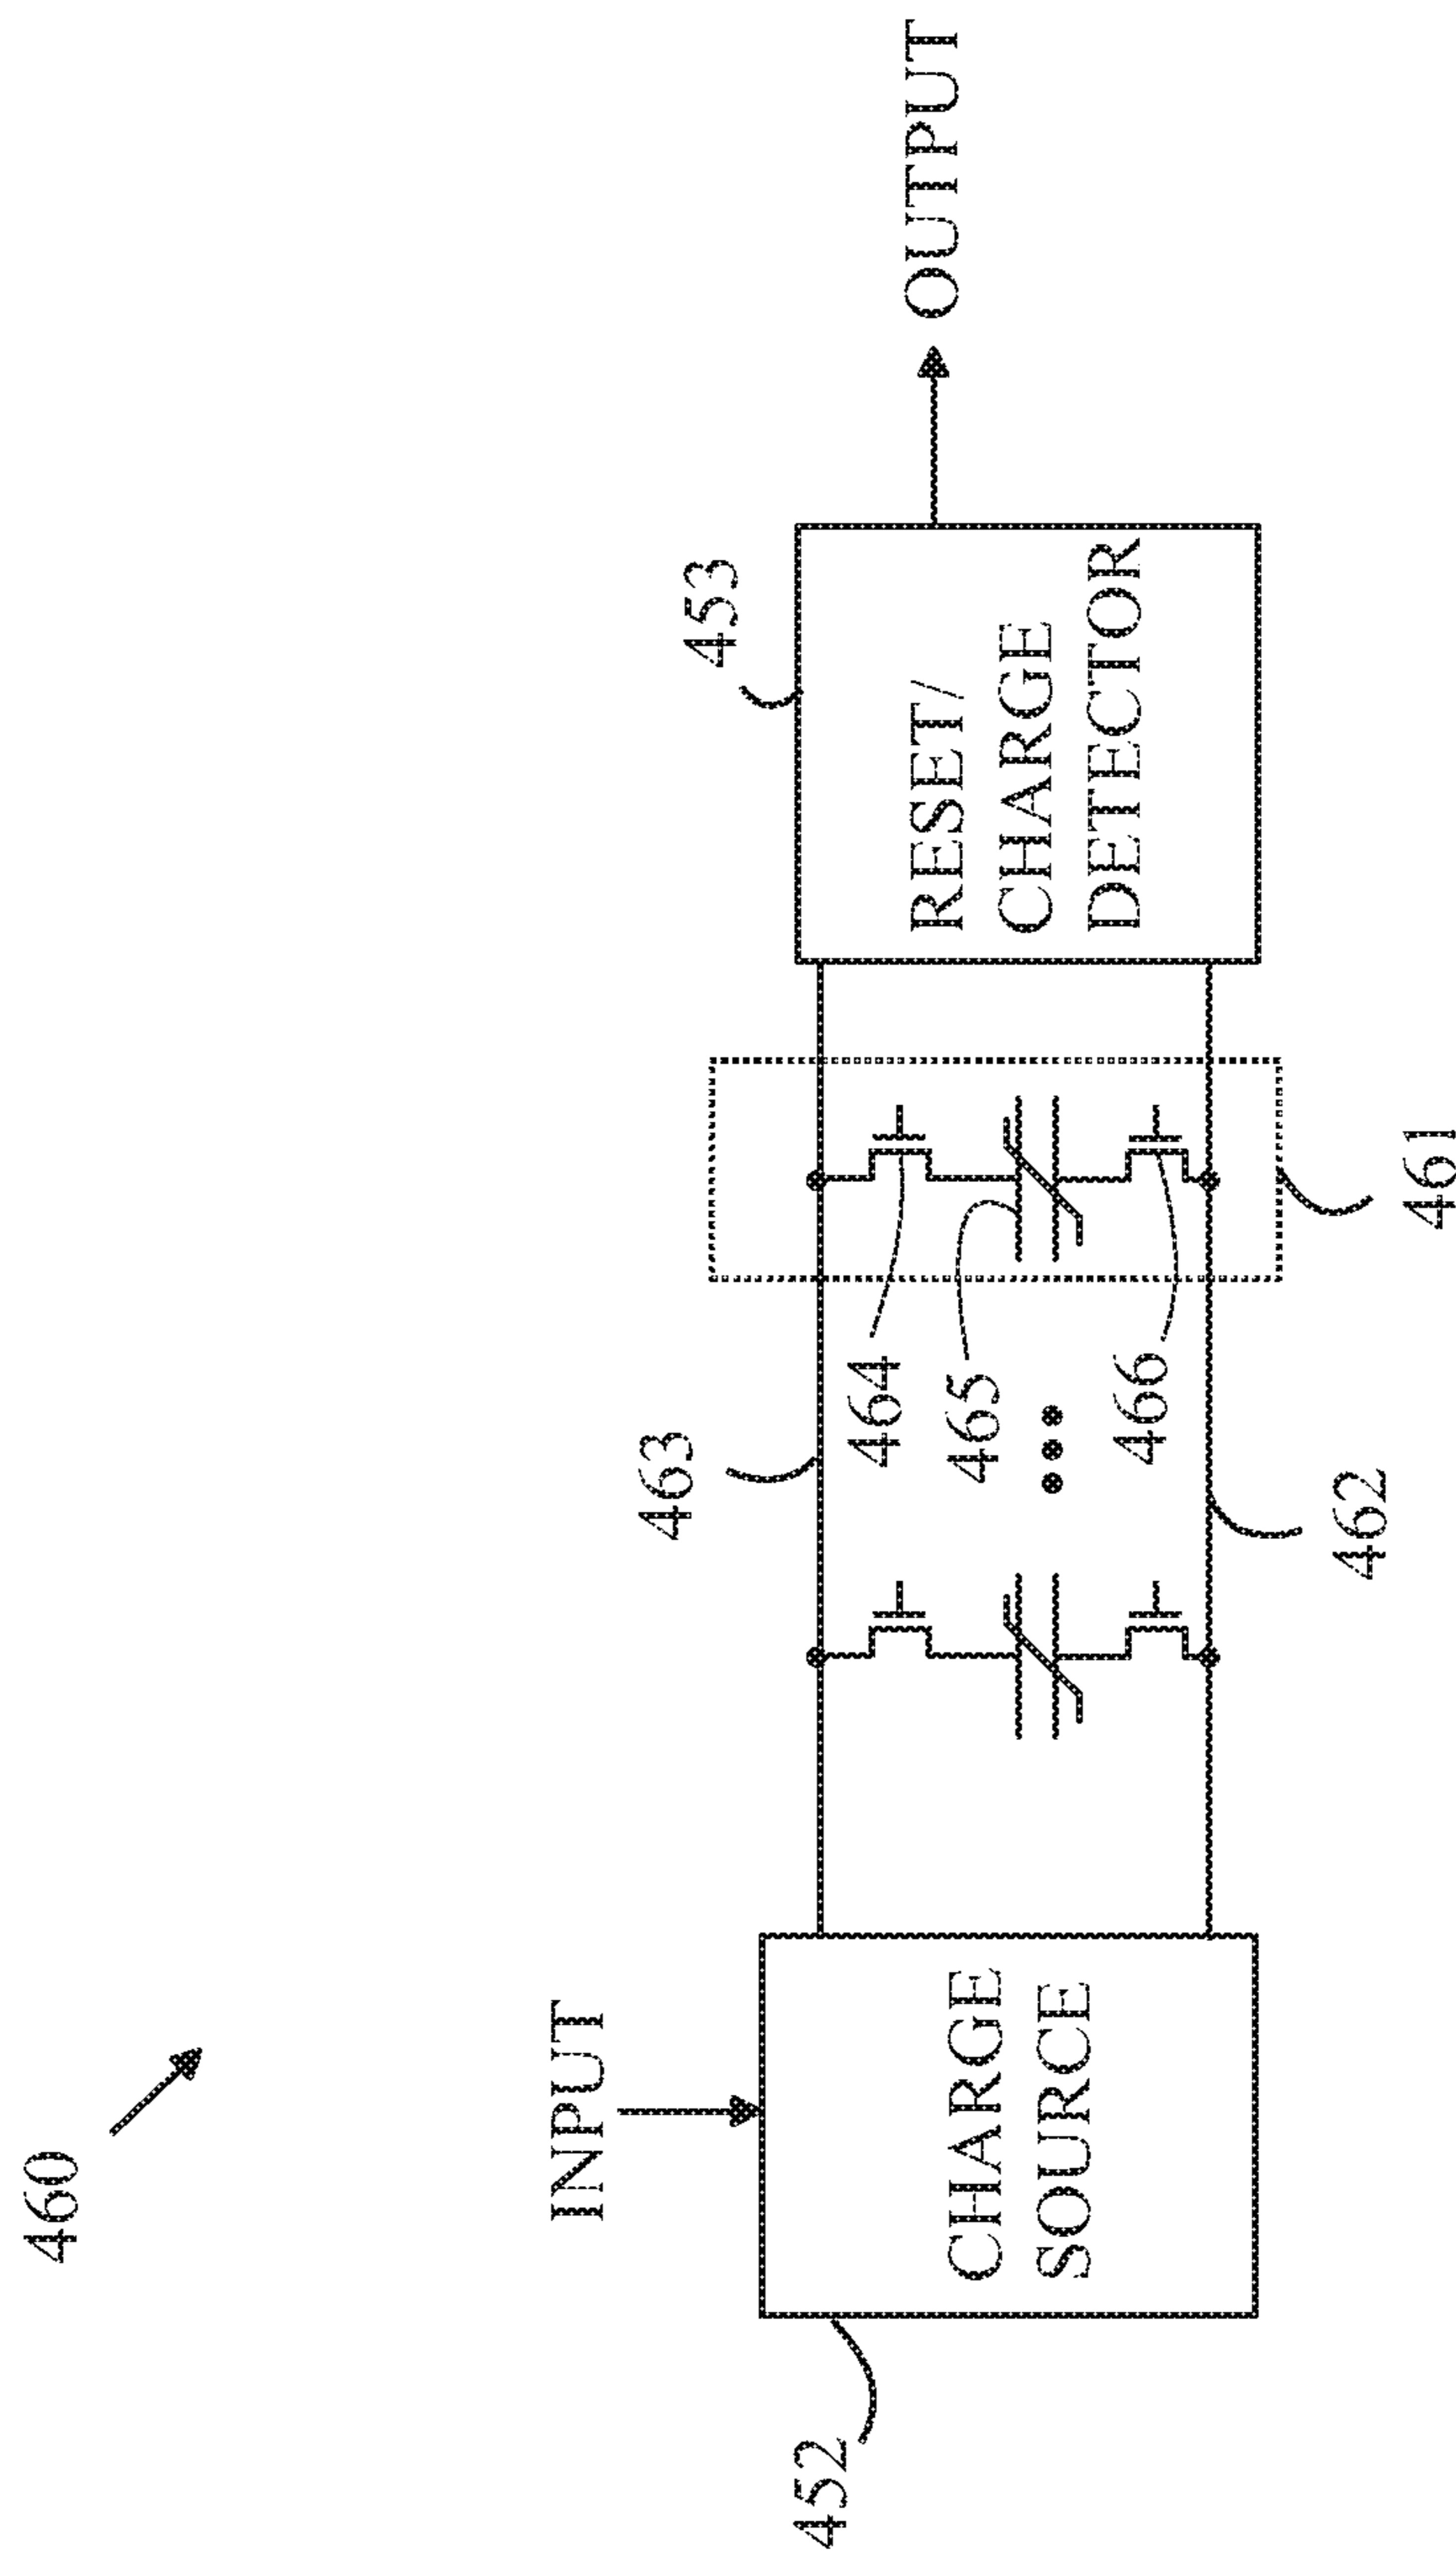 460
INPUT
452
CHARGE
SOURCE
463
464
465
466
462
461
453
RESET/
CHARGE
DETECTOR
OUTPUT